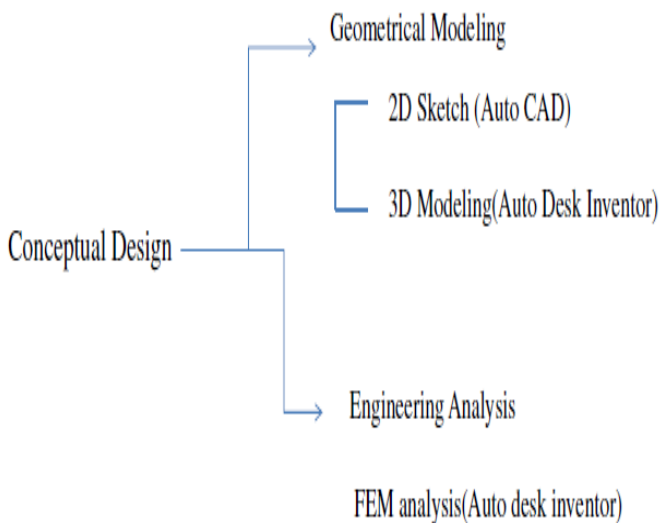 Geometrical Modeling
2D Sketch (Auto CAD)
3D Modeling(Auto Desk Inventor)
Conceptual Design
Engineering Analysis
FEM analysis(Auto desk inventor)